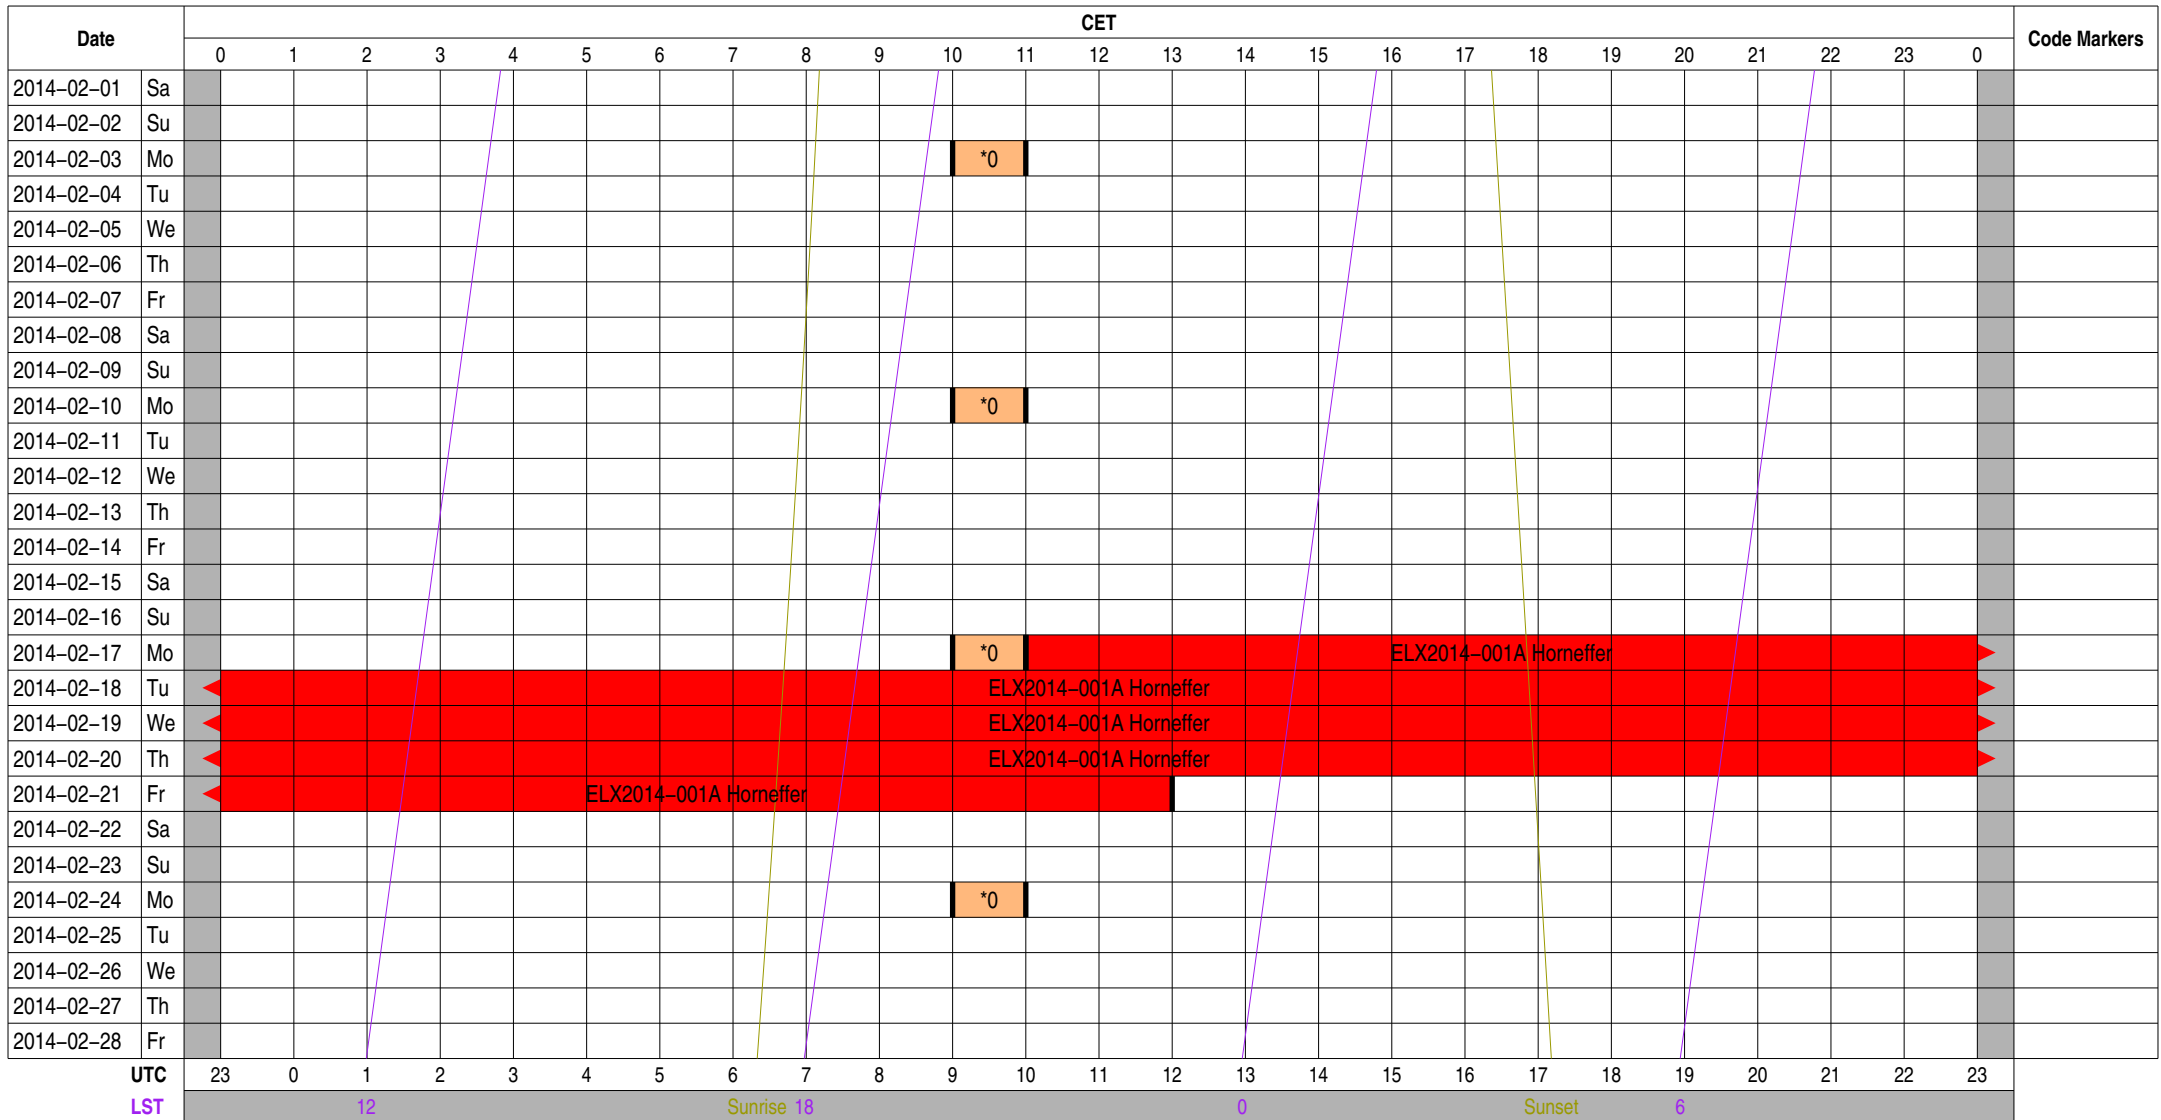 CET
Date
Code Markers
0 1 2 3 4 5 6 7 8 9 10 11 12 13 14 15 16 17 18 19 20 21 22 23 0
2014-02-01 Sa
2014-02-02 Su
2014-02-03 Mo *0
2014-02-04 Tu
2014-02-05 We
2014-02-06 Th
2014-02-07 Fr
2014-02-08 Sa
2014-02-09 Su
2014-02-10 Mo *0
2014-02-11 Tu
2014-02-12 We
2014-02-13 Th
2014-02-14 Fr
2014-02-15 Sa
2014-02-16 Su
2014-02-17 Mo *0 ELX2014-001A Horneffer
2014-02-18 Tu ELX2014-001A Horneffer
2014-02-19 We ELX2014-001A Horneffer
2014-02-20 Th ELX2014-001A Horneffer
2014-02-21 Fr ELX2014-001A Horneffer
2014-02-22 Sa
2014-02-23 Su
2014-02-24 Mo *0
2014-02-25 Tu
2014-02-26 We
2014-02-27 Th
2014-02-28 Fr
UTC 23 0 1 2 3 4 5 6 7 8 9 10 11 12 13 14 15 16 17 18 19 20 21 22 23
LST 12 Sunrise 18 0 Sunset 6